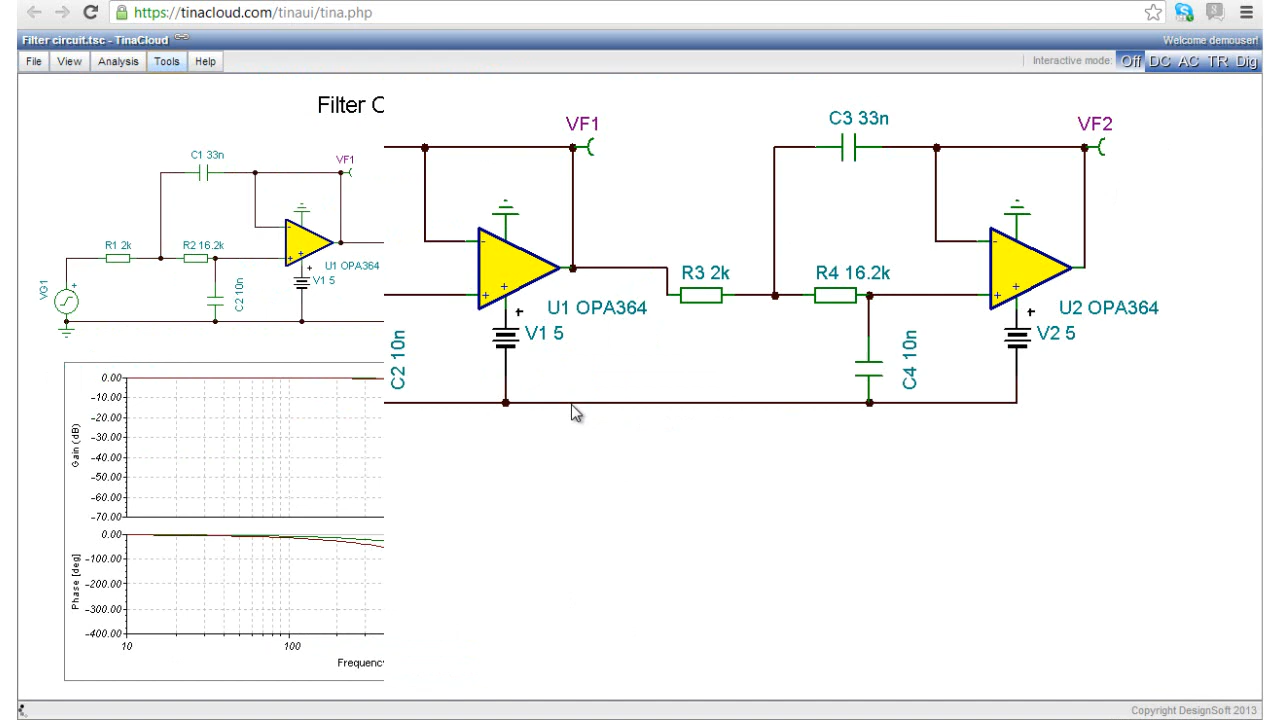 https://tinacloud.com/tinaui/tina.php
Filter circuit.tsc - TinaCloud
Welcome demouser!
File View Analysis Tools Help
Interactive mode: Off DC AC TR Dig
Filter C
C1 33n
VF1
R1 2k
R2 16.2k
U1 OPA364
V1 5
VG1
C2 10n
VF1
C3 33n
VF2
R3 2k
R4 16.2k
U1 OPA364
U2 OPA364
V1 5
V2 5
C2 10n
C4 10n
Gain (dB)
0.00
-10.00
-20.00
-30.00
-40.00
-50.00
-60.00
-70.00
Phase [deg]
0.00
-100.00
-200.00
-300.00
-400.00
10
100
Frequency
Copyright DesignSoft 2013